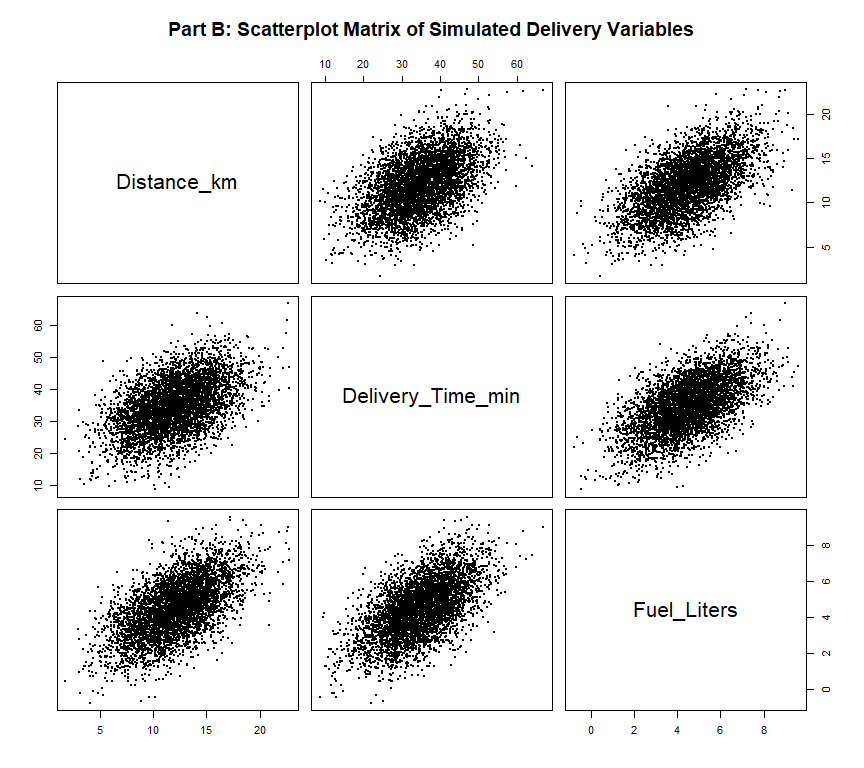 Part B: Scatterplot Matrix of Simulated Delivery Variables
10 20 30 40 50 60
Distance_km
5 10 15 20
10 20 30 40 50 60
Delivery_Time_min
Fuel_Liters
0 2 4 6 8
5 10 15 20
0 2 4 6 8